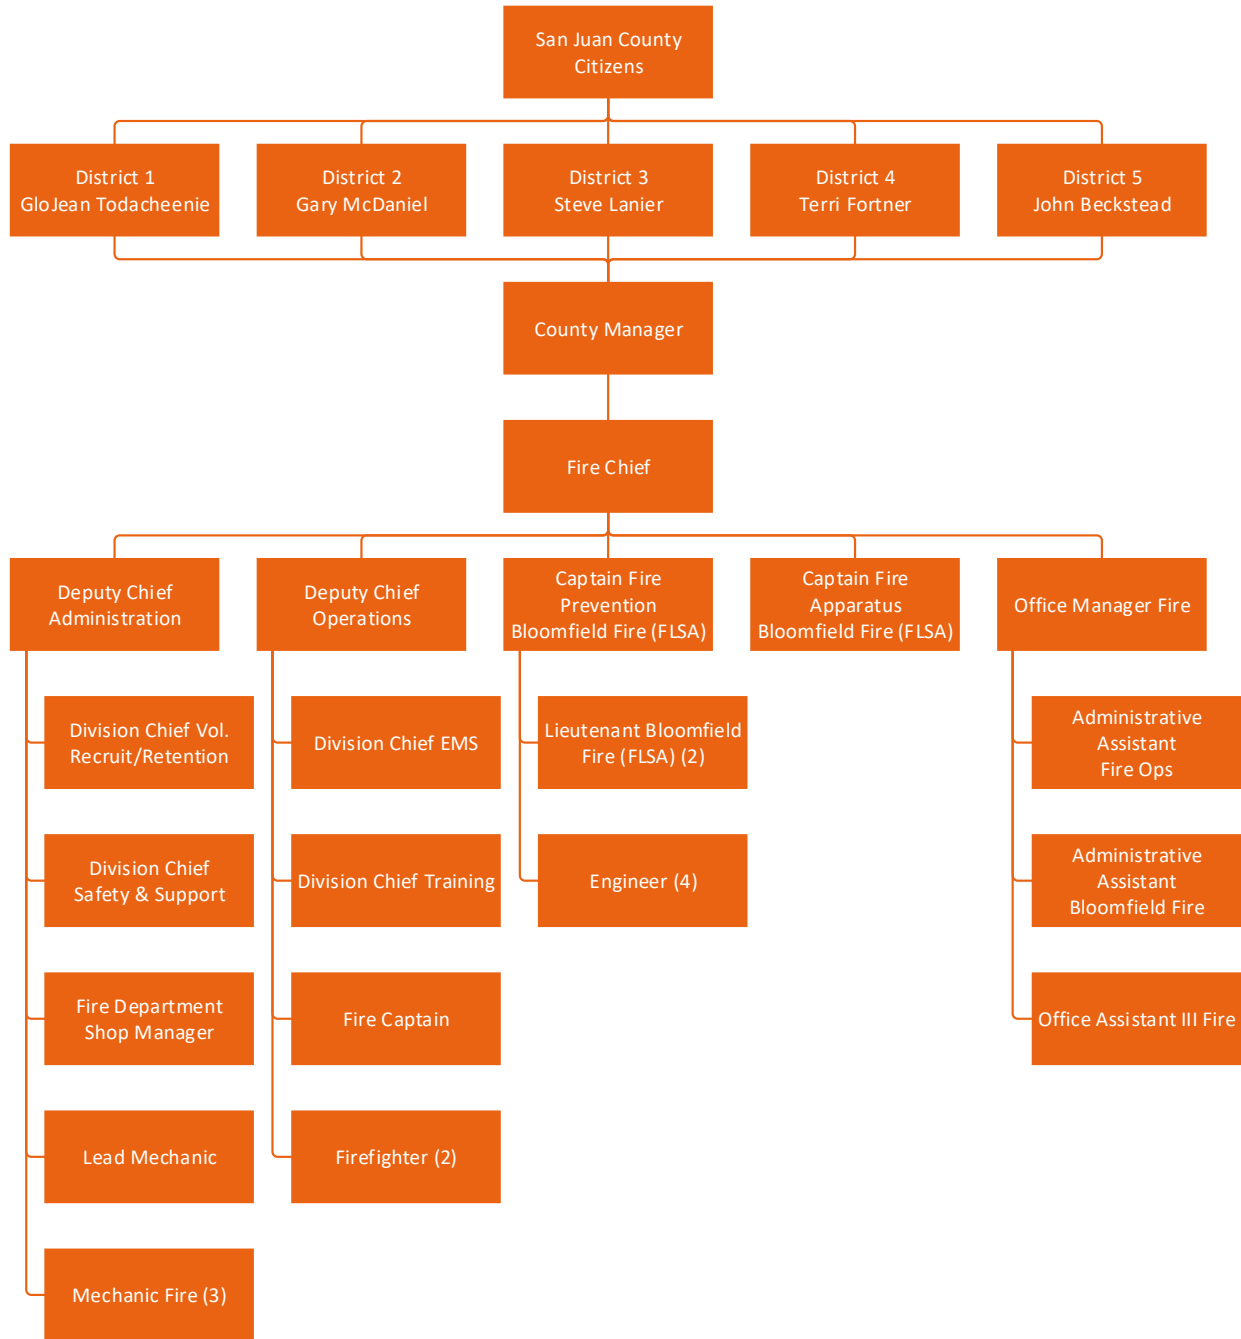 San Juan County
Citizens
District 1
GloJean Todacheenie
District 2
Gary McDaniel
District 3
Steve Lanier
District 4
Terri Fortner
District 5
John Beckstead
County Manager
Fire Chief
Deputy Chief
Administration
Deputy Chief
Operations
Captain Fire
Prevention
Bloomfield Fire (FLSA)
Captain Fire
Apparatus
Bloomfield Fire (FLSA)
Office Manager Fire
Division Chief Vol.
Recruit/Retention
Division Chief
Safety & Support
Fire Department
Shop Manager
Lead Mechanic
Mechanic Fire (3)
Division Chief EMS
Division Chief Training
Fire Captain
Firefighter (2)
Lieutenant Bloomfield
Fire (FLSA) (2)
Engineer (4)
Administrative
Assistant
Fire Ops
Administrative
Assistant
Bloomfield Fire
Office Assistant III Fire